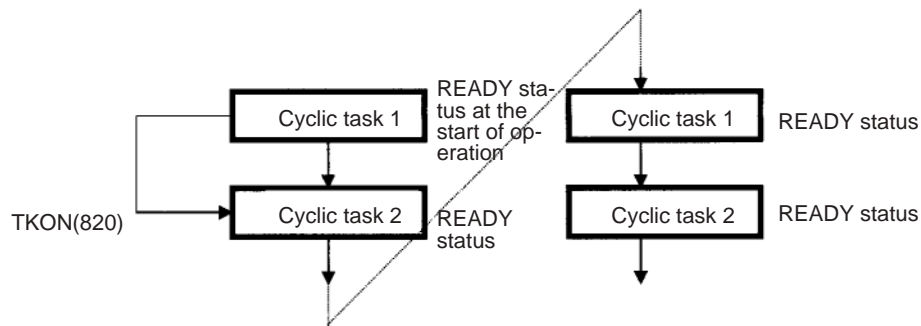 Cyclic task 1
READY sta-
tus at the
start of op-
eration
Cyclic task 1
READY status
TKON(820)
Cyclic task 2
READY
status
Cyclic task 2
READY status